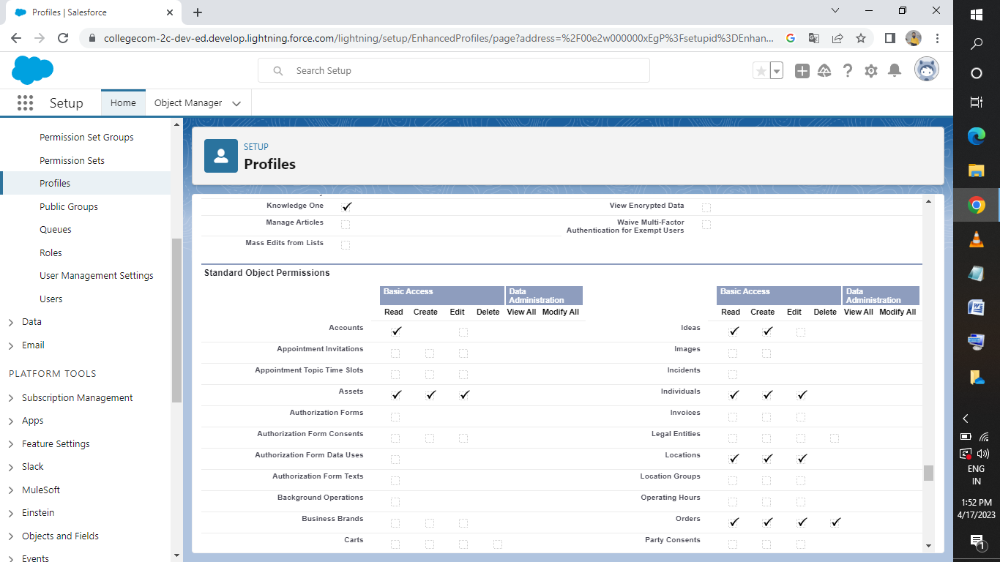 Profiles | Salesforce
collegecom-2c-dev-ed.develop.lightning.force.com/lightning/setup/EnhancedProfiles/page?address=%2F00e2w000000xEgP%3Fsetupid%3DEnhan...
Search Setup
Setup
Home
Object Manager
Permission Set Groups
Permission Sets
Profiles
Public Groups
Queues
Roles
User Management Settings
Users
Data
Email
PLATFORM TOOLS
Subscription Management
Apps
Feature Settings
Slack
MuleSoft
Einstein
Objects and Fields
Events
SETUP
Profiles
Knowledge One
View Encrypted Data
Manage Articles
Waive Multi-Factor
Authentication for Exempt Users
Mass Edits from Lists
Standard Object Permissions
Basic Access Data Administration Basic Access Data Administration
Read Create Edit Delete View All Modify All Read Create Edit Delete View All Modify All
Accounts Ideas
Appointment Invitations Images
Appointment Topic Time Slots Incidents
Assets Individuals
Authorization Forms Invoices
Authorization Form Consents Legal Entities
Authorization Form Data Uses Locations
Authorization Form Texts Location Groups
Background Operations Operating Hours
Business Brands Orders
Carts Party Consents
ENG
IN
1:52 PM
4/17/2023
1